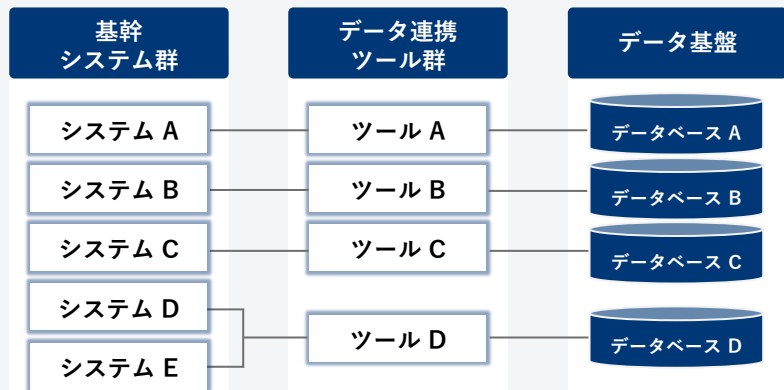 基幹
システム群
データ連携
ツール群
データ基盤
システム A
ツール A
データベース A
システム B
ツール B
データベース B
システム C
ツール C
データベース C
システム D
システム E
ツール D
データベース D